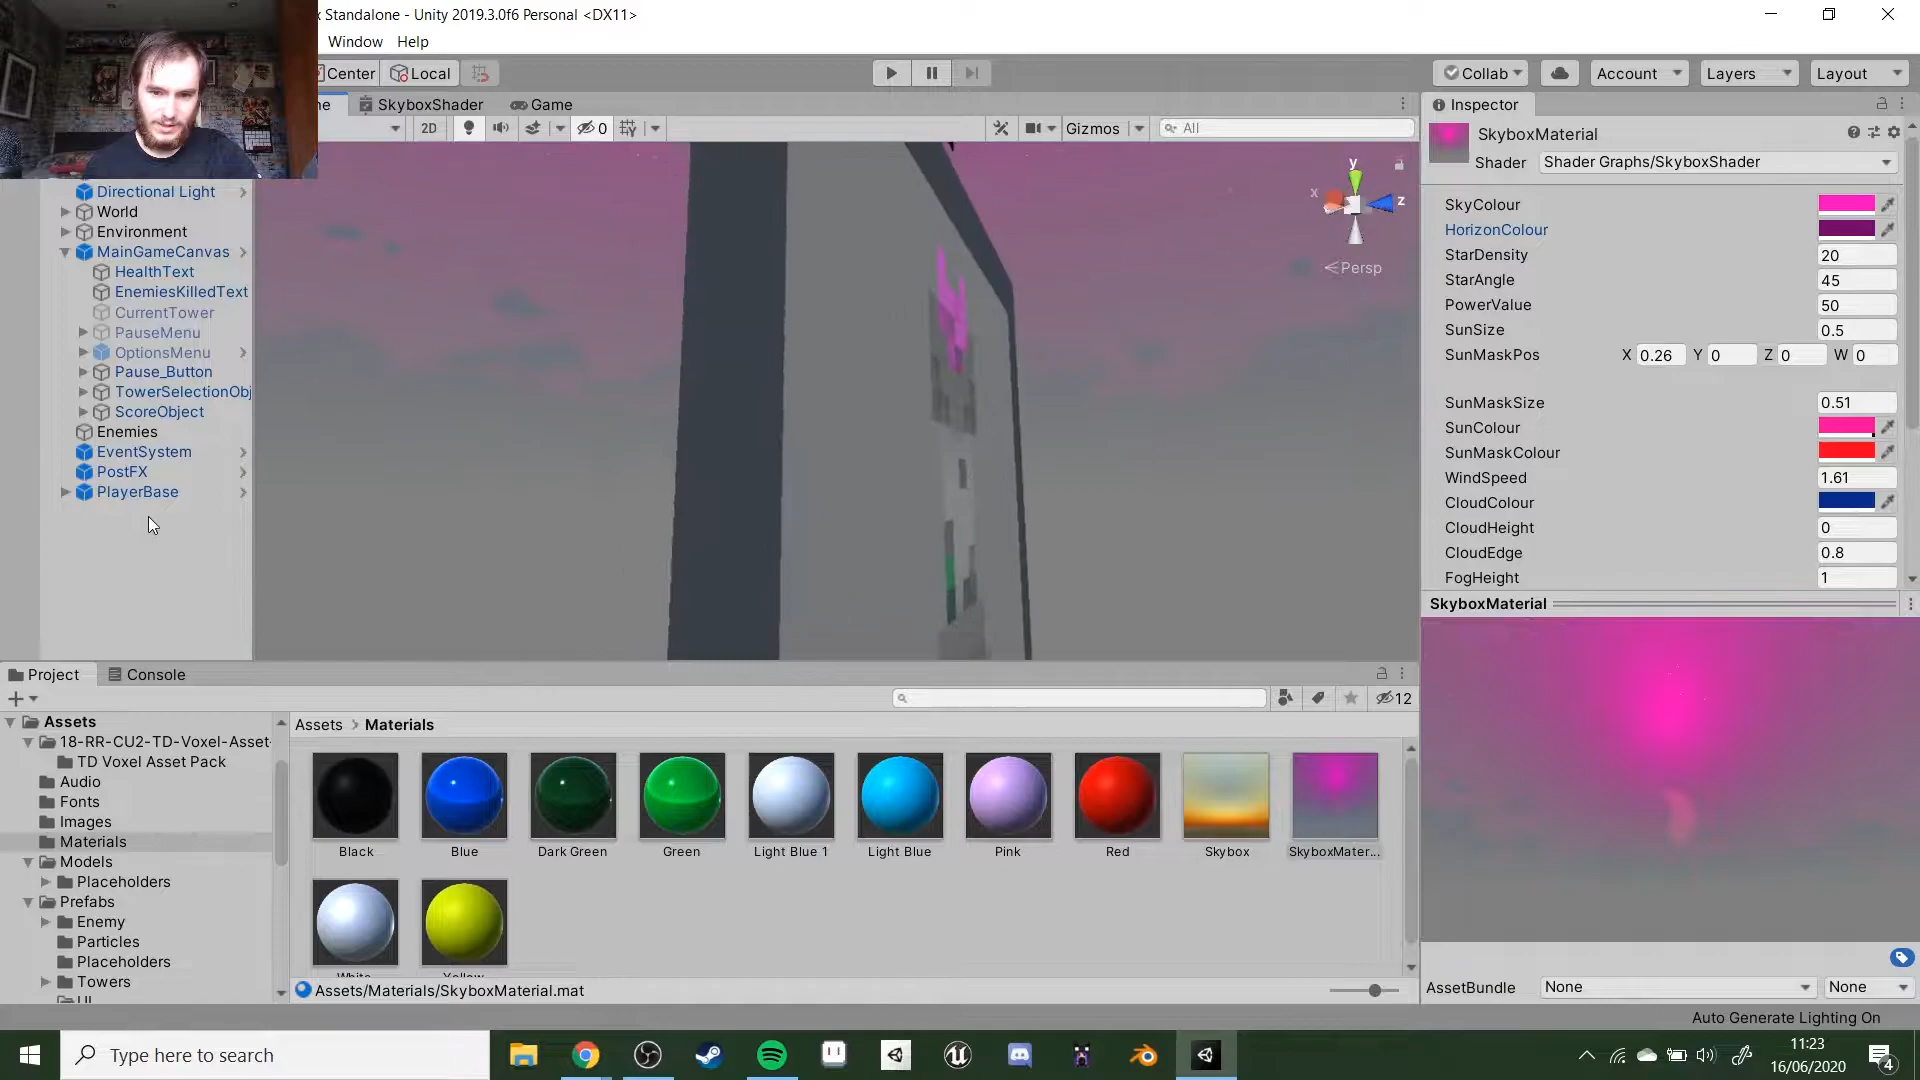 x Standalone - Unity 2019.3.0f6 Personal <DX11>
Window Help
Center Local
Collab Account Layers Layout
ne SkyboxShader Game
2D 0 Gizmos All
Inspector
SkyboxMaterial
Shader Shader Graphs/SkyboxShader
SkyColour
HorizonColour
StarDensity 20
StarAngle 45
PowerValue 50
SunSize 0.5
SunMaskPos X 0.26 Y 0 Z 0 W 0
SunMaskSize 0.51
SunColour
SunMaskColour
WindSpeed 1.61
CloudColour
CloudHeight 0
CloudEdge 0.8
FogHeight 1
Directional Light
World
Environment
MainGameCanvas
HealthText
EnemiesKilledText
CurrentTower
PauseMenu
OptionsMenu
Pause_Button
TowerSelectionObj
ScoreObject
Enemies
EventSystem
PostFX
PlayerBase
y
x
z
Persp
SkyboxMaterial
Project Console
12
Assets
18-RR-CU2-TD-Voxel-Asset-
TD Voxel Asset Pack
Audio
Fonts
Images
Materials
Models
Placeholders
Prefabs
Enemy
Particles
Placeholders
Towers
UI
Assets > Materials
Black Blue Dark Green Green Light Blue 1 Light Blue Pink Red Skybox SkyboxMater...
White Yellow
Assets/Materials/SkyboxMaterial.mat
AssetBundle None None
Auto Generate Lighting On
Type here to search
11:23
16/06/2020
4